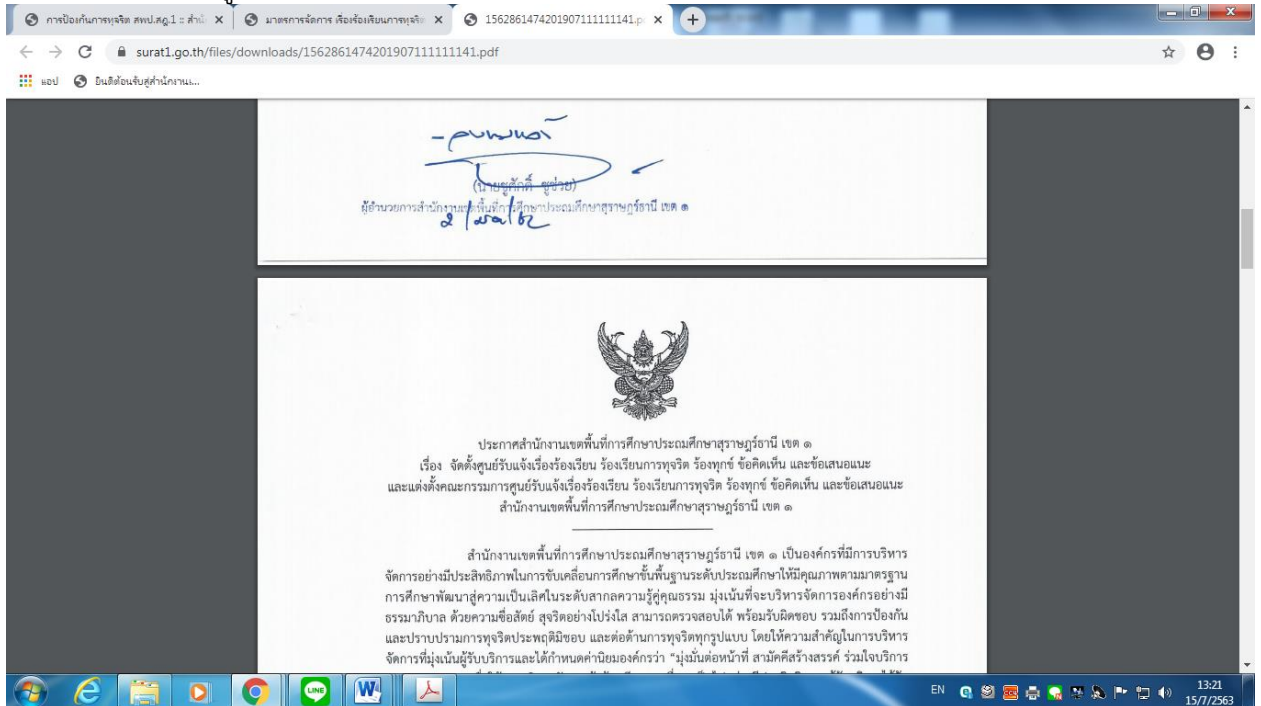 การป้องกันการทุจริต สพป.สฎ.1 :: สำนั
มาตรการจัดการ เรื่องร้องเรียนการทุจริต
1562861474201907111111141.p
surat1.go.th/files/downloads/1562861474201907111111141.pdf
แอป
ยินดีต้อนรับสู่สำนักงานเ...
(นายชูศักดิ์ ชูช่วย)
ผู้อำนวยการสำนักงานเขตพื้นที่การศึกษาประถมศึกษาสุราษฎร์ธานี เขต ๑
ประกาศสำนักงานเขตพื้นที่การศึกษาประถมศึกษาสุราษฎร์ธานี เขต ๑
เรื่อง จัดตั้งศูนย์รับแจ้งเรื่องร้องเรียน ร้องเรียนการทุจริต ร้องทุกข์ ข้อคิดเห็น และข้อเสนอแนะ
และแต่งตั้งคณะกรรมการศูนย์รับแจ้งเรื่องร้องเรียน ร้องเรียนการทุจริต ร้องทุกข์ ข้อคิดเห็น และข้อเสนอแนะ
สำนักงานเขตพื้นที่การศึกษาประถมศึกษาสุราษฎร์ธานี เขต ๑
สำนักงานเขตพื้นที่การศึกษาประถมศึกษาสุราษฎร์ธานี เขต ๑ เป็นองค์กรที่มีการบริหาร
จัดการอย่างมีประสิทธิภาพในการขับเคลื่อนการศึกษาขั้นพื้นฐานระดับประถมศึกษาให้มีคุณภาพตามมาตรฐาน
การศึกษาพัฒนาสู่ความเป็นเลิศในระดับสากลความรู้คู่คุณธรรม มุ่งเน้นที่จะบริหารจัดการองค์กรอย่างมี
ธรรมาภิบาล ด้วยความซื่อสัตย์ สุจริตอย่างโปร่งใส สามารถตรวจสอบได้ พร้อมรับผิดชอบ รวมถึงการป้องกัน
และปราบปรามการทุจริตประพฤติมิชอบ และต่อต้านการทุจริตทุกรูปแบบ โดยให้ความสำคัญในการบริหาร
จัดการที่มุ่งเน้นผู้รับบริการและได้กำหนดค่านิยมองค์กรว่า “มุ่งมั่นต่อหน้าที่ สามัคคีสร้างสรรค์ ร่วมใจบริการ
LINE
EN
13:21
15/7/2563